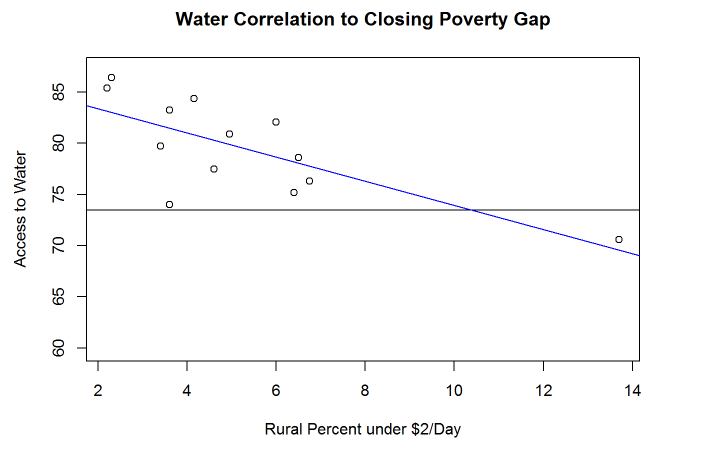 Water Correlation to Closing Poverty Gap
Access to Water
85
80
75
70
65
60
2 4 6 8 10 12 14
Rural Percent under $2/Day